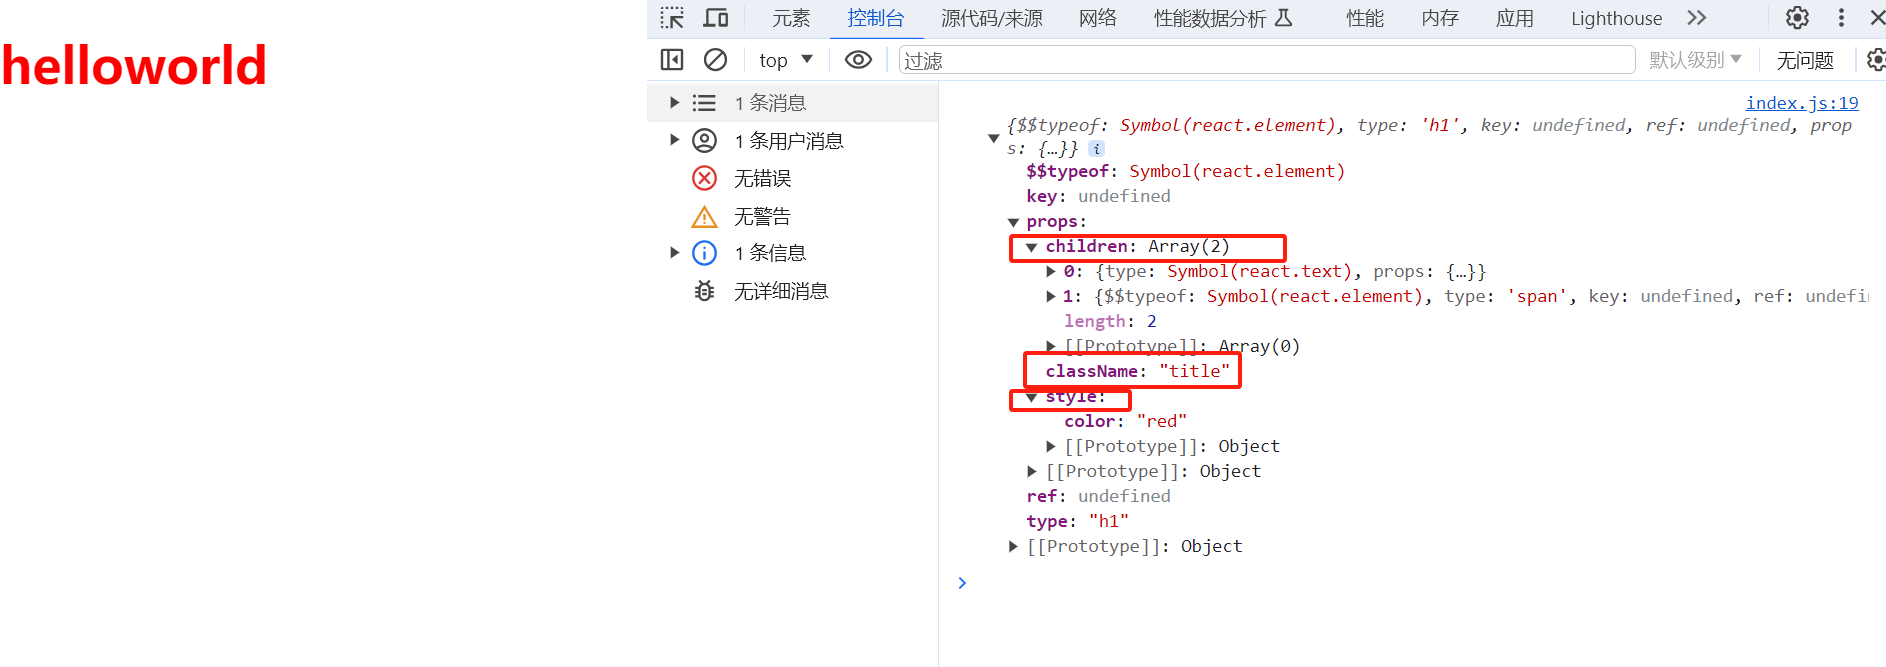 helloworld
元素 控制台 源代码/来源 网络 性能数据分析 性能 内存 应用 Lighthouse
top 过滤 默认级别 无问题
1 条消息
1 条用户消息
无错误
无警告
1 条信息
无详细消息
index.js:19
{$$typeof: Symbol(react.element), type: 'h1', key: undefined, ref: undefined, prop
s: {…}} i
$$typeof: Symbol(react.element)
key: undefined
props:
children: Array(2)
0: {type: Symbol(react.text), props: {…}}
1: {$$typeof: Symbol(react.element), type: 'span', key: undefined, ref: undefi
length: 2
[[Prototype]]: Array(0)
className: "title"
style:
color: "red"
[[Prototype]]: Object
[[Prototype]]: Object
ref: undefined
type: "h1"
[[Prototype]]: Object